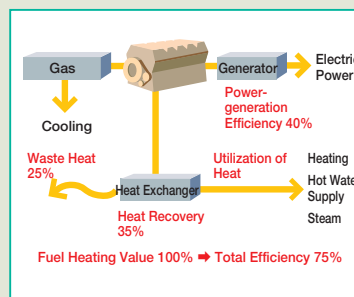 Gas
Generator
Electric
Power
Power-
generation
Efficiency 40%
Cooling
Waste Heat
25%
Utilization of
Heat
Heating
Hot Water
Supply
Steam
Heat Exchanger
Heat Recovery
35%
Fuel Heating Value 100% ➡ Total Efficiency 75%